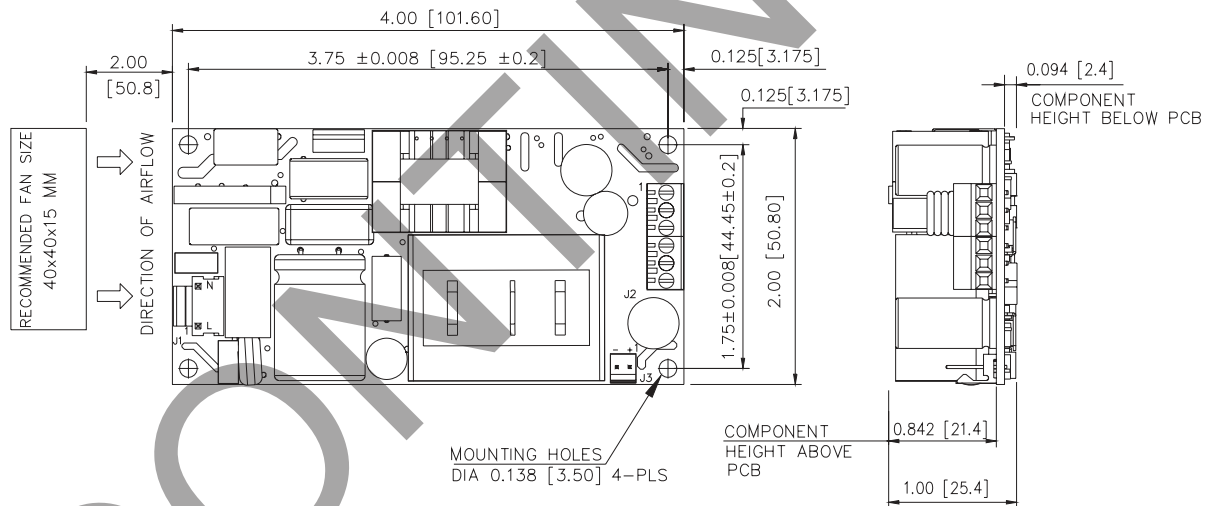 4.00 [101.60]
3.75 ±0.008 [95.25 ±0.2]
0.125[3.175]
2.00
[50.8]
0.125[3.175]
0.094 [2.4]
COMPONENT
HEIGHT BELOW PCB
RECOMMENDED FAN SIZE
40x40x15 MM
DIRECTION OF AIRFLOW
1
N
L
1
J1
J2
- +
1
J3
1.75±0.008[44.45±0.2]
2.00 [50.80]
MOUNTING HOLES
DIA 0.138 [3.50] 4-PLS
COMPONENT
HEIGHT ABOVE
PCB
0.842 [21.4]
1.00 [25.4]
ONTIN